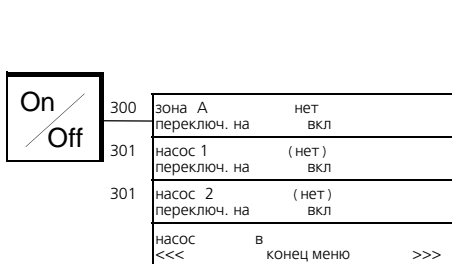 On
Off
300 зона А нет
переключ. на вкл
301 насос 1 (нет)
переключ. на вкл
301 насос 2 (нет)
переключ. на вкл
насос в
<<< конец меню >>>